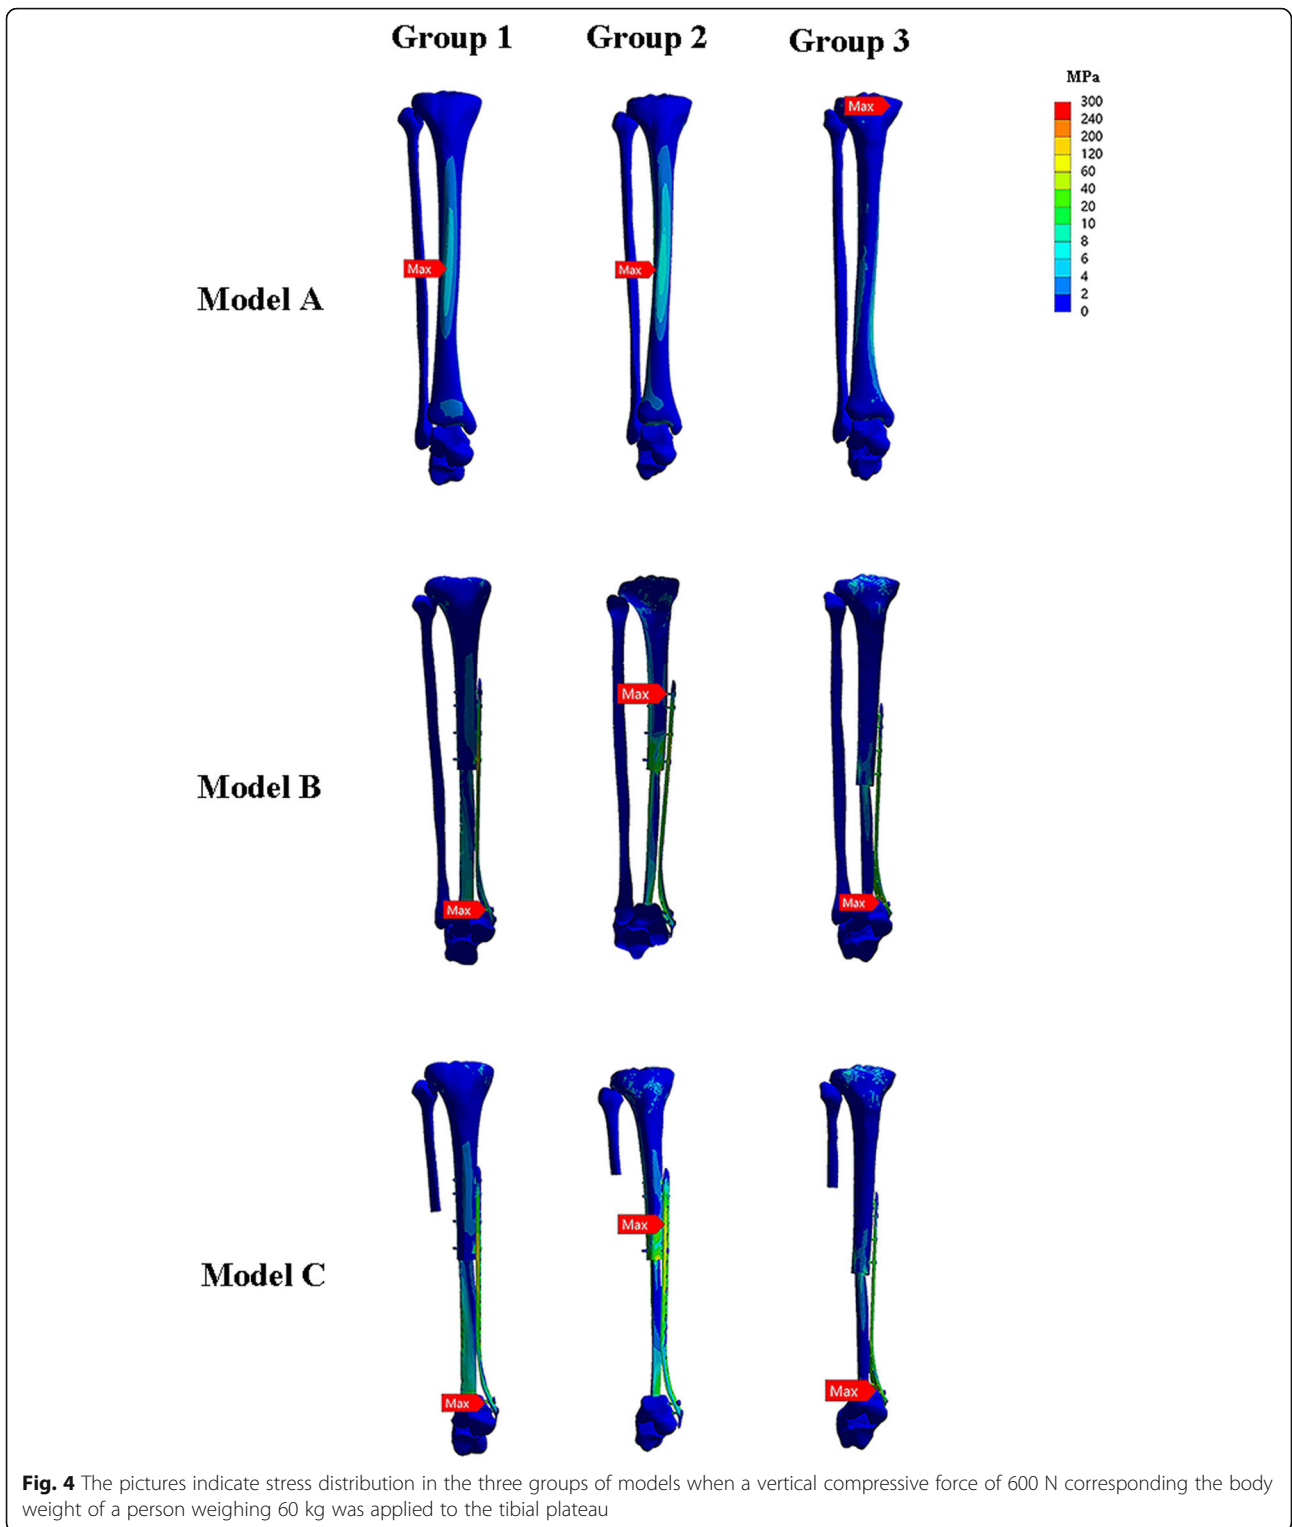 Group 1 Group 2 Group 3
MPa
Max
300
240
200
120
60
40
20
10
8
6
4
2
0
Max
Max
Model A
Max
Model B
Max
Max
Max
Model C
Max
Max
Fig. 4 The pictures indicate stress distribution in the three groups of models when a vertical compressive force of 600 N corresponding the body
weight of a person weighing 60 kg was applied to the tibial plateau